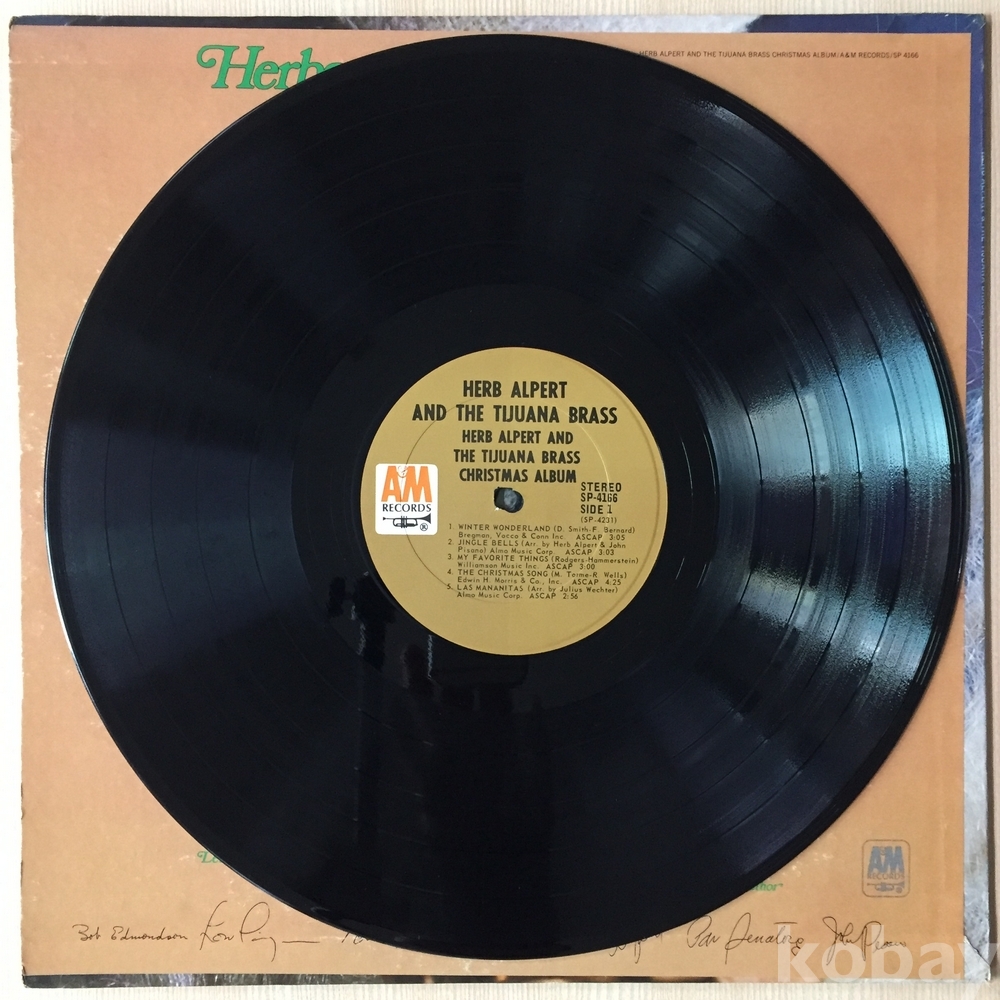 Herb
HERB ALPERT AND THE TIJUANA BRASS CHRISTMAS ALBUM/A&M RECORDS/SP 4166
HERB ALPERT
AND THE TIJUANA BRASS
HERB ALPERT AND
THE TIJUANA BRASS
CHRISTMAS ALBUM
A&M
RECORDS
®
STEREO
SP-4166
SIDE 1
(SP-4231)
1. WINTER WONDERLAND (D. Smith-F. Bernard)
Bregman, Vocco & Conn Inc. ASCAP 3:05
2. JINGLE BELLS (Arr. by Herb Alpert & John
Pisano) Almo Music Corp. ASCAP 3:03
3. MY FAVORITE THINGS (Rodgers-Hammerstein)
Williamson Music Inc. ASCAP 3:00
4. THE CHRISTMAS SONG (M. Torme-R. Wells)
Edwin H. Morris & Co., Inc. ASCAP 4:25
5. LAS MANANITAS (Arr. by Julius Wechter)
Almo Music Corp. ASCAP 2:56
A&M
RECORDS
Bob Edmondson
Pat Senatore John Pisano
kobay